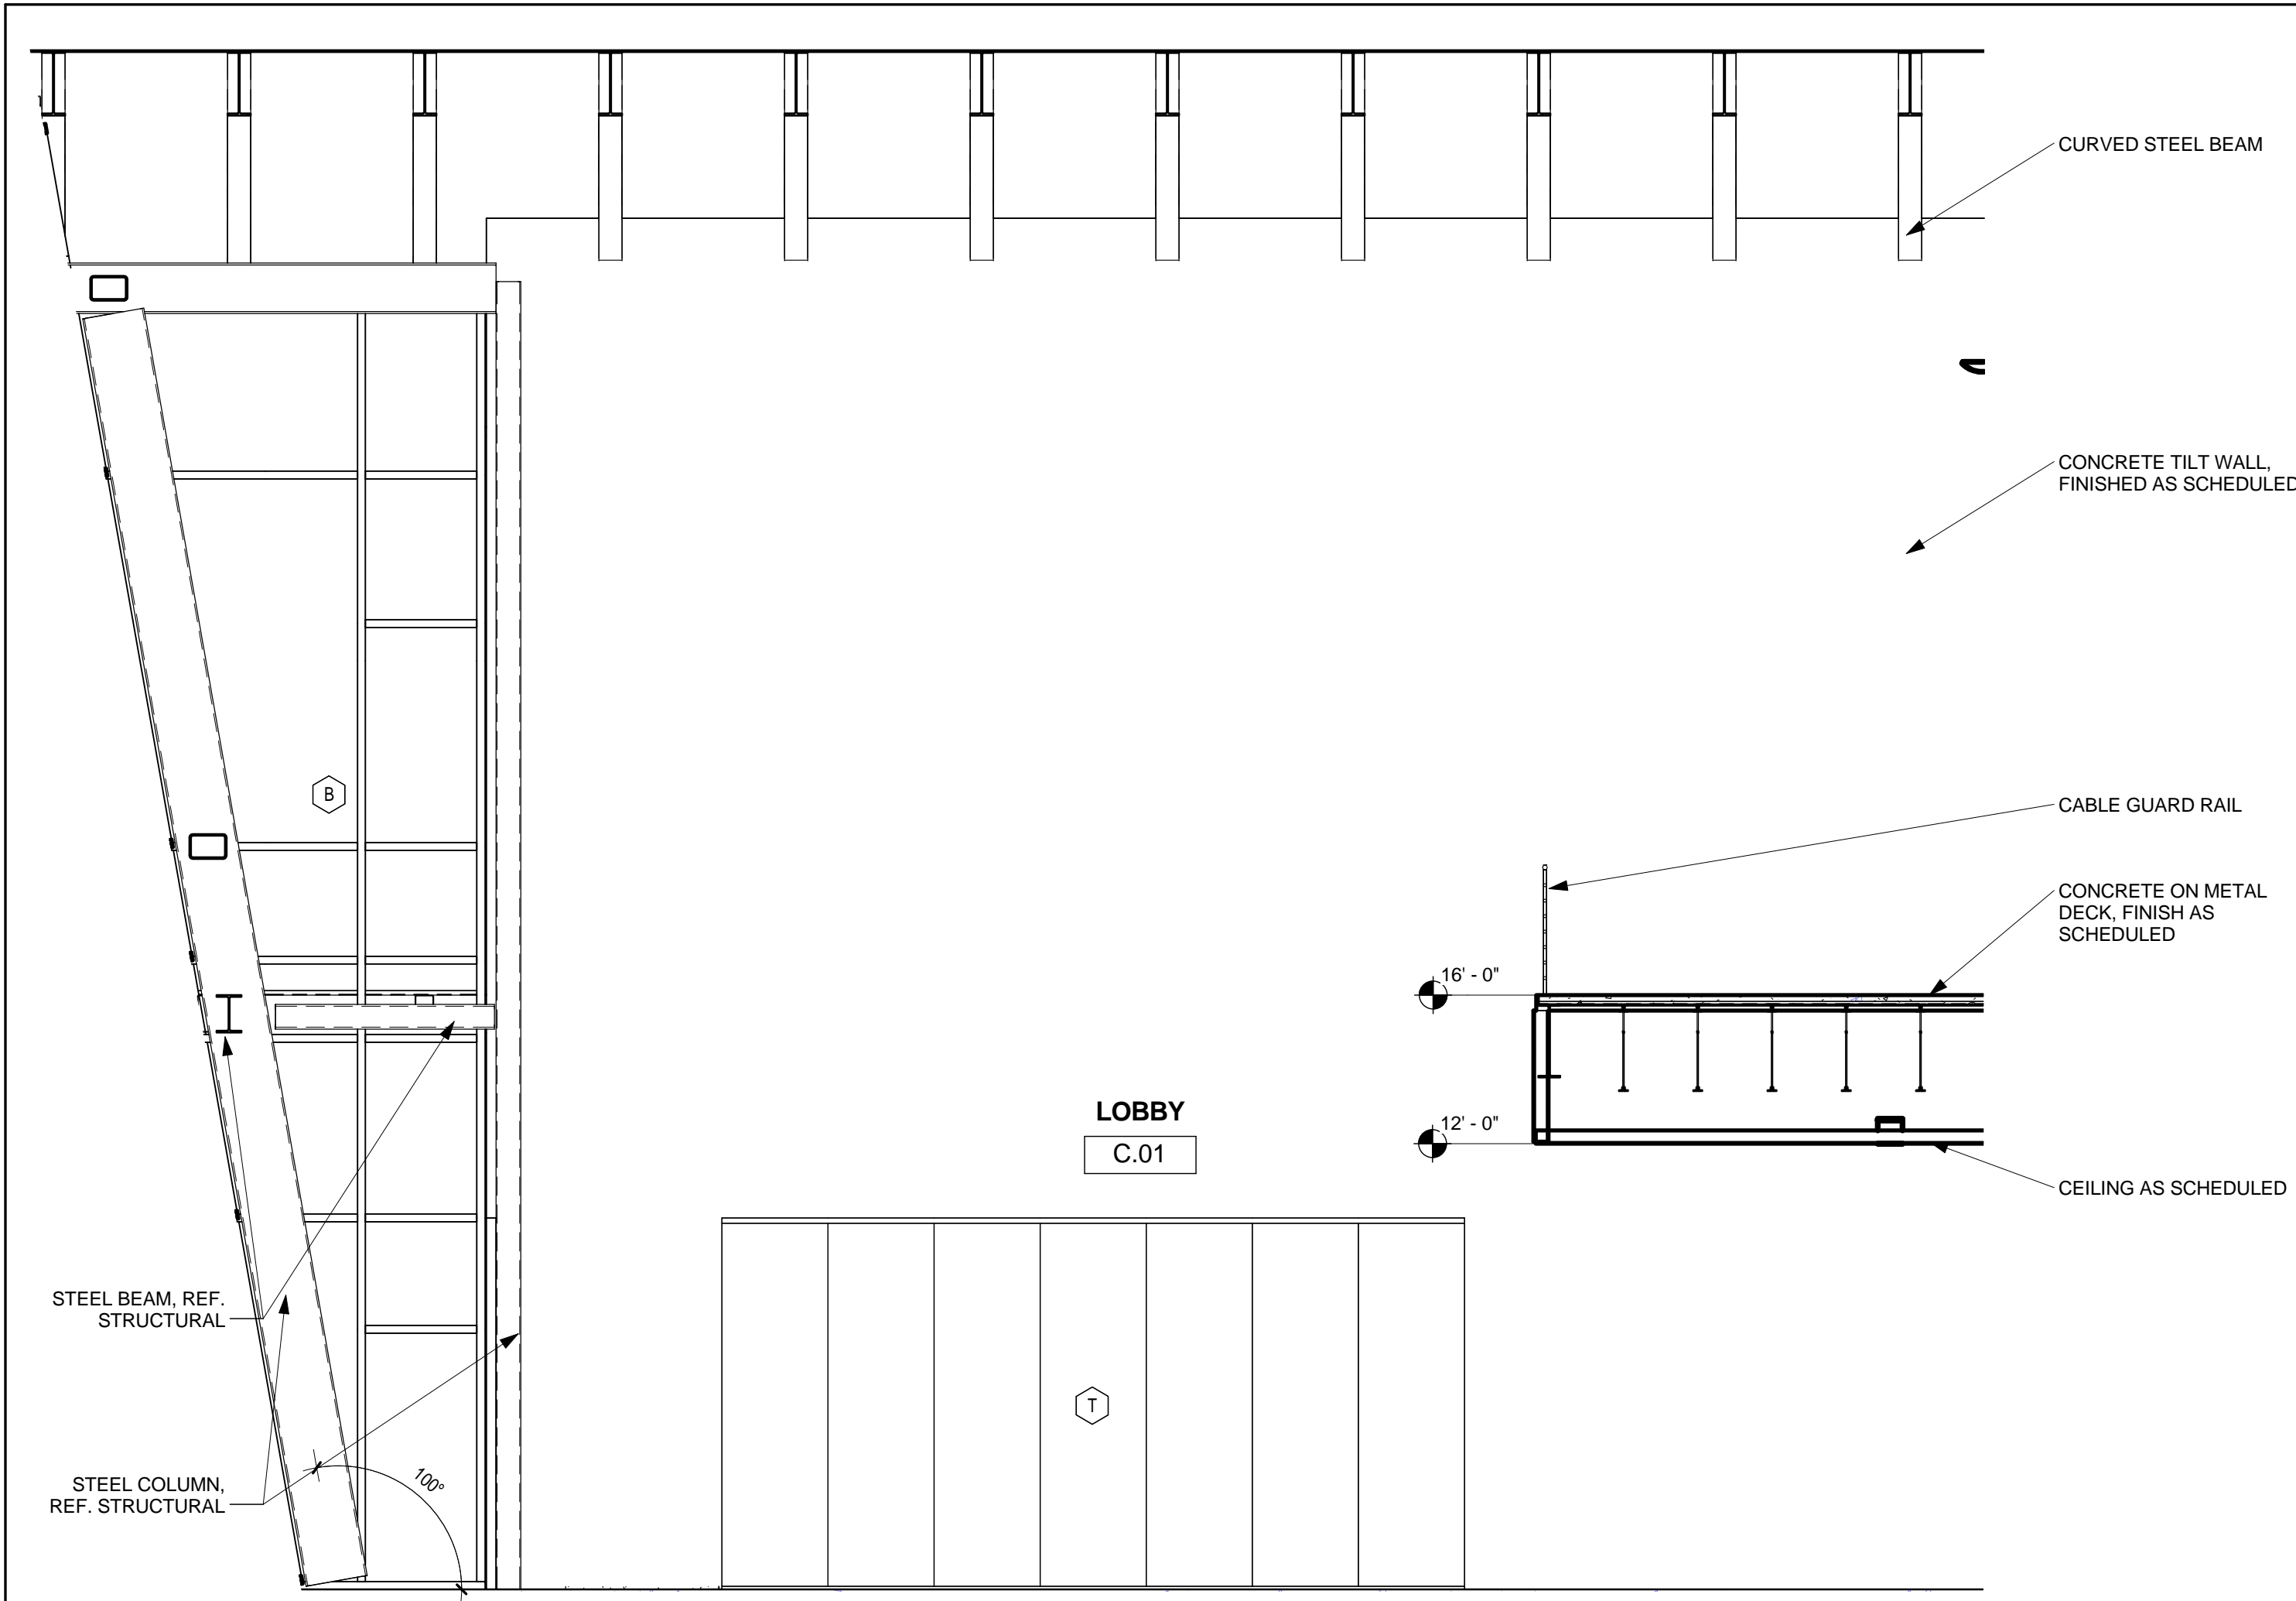 CURVED STEEL BEAM
CONCRETE TILT WALL,
FINISHED AS SCHEDULED
B
CABLE GUARD RAIL
CONCRETE ON METAL
DECK, FINISH AS
SCHEDULED
16' - 0"
LOBBY
C.01
12' - 0"
CEILING AS SCHEDULED
STEEL BEAM, REF.
STRUCTURAL
T
STEEL COLUMN,
REF. STRUCTURAL
100°